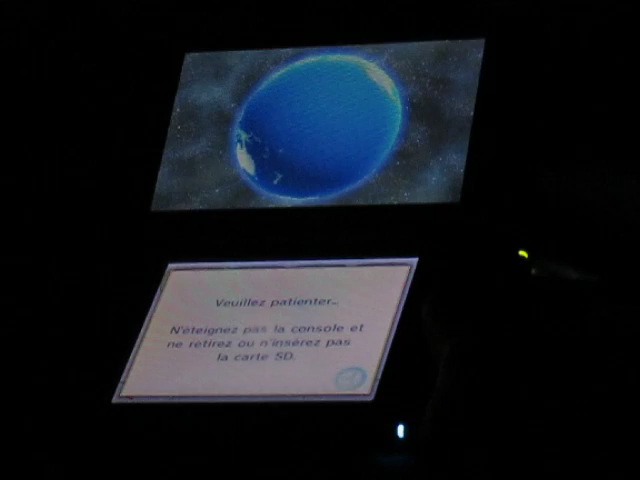 Veuillez patienter...
N'éteignez pas la console et
ne retirez ou n'insérez pas
la carte SD.